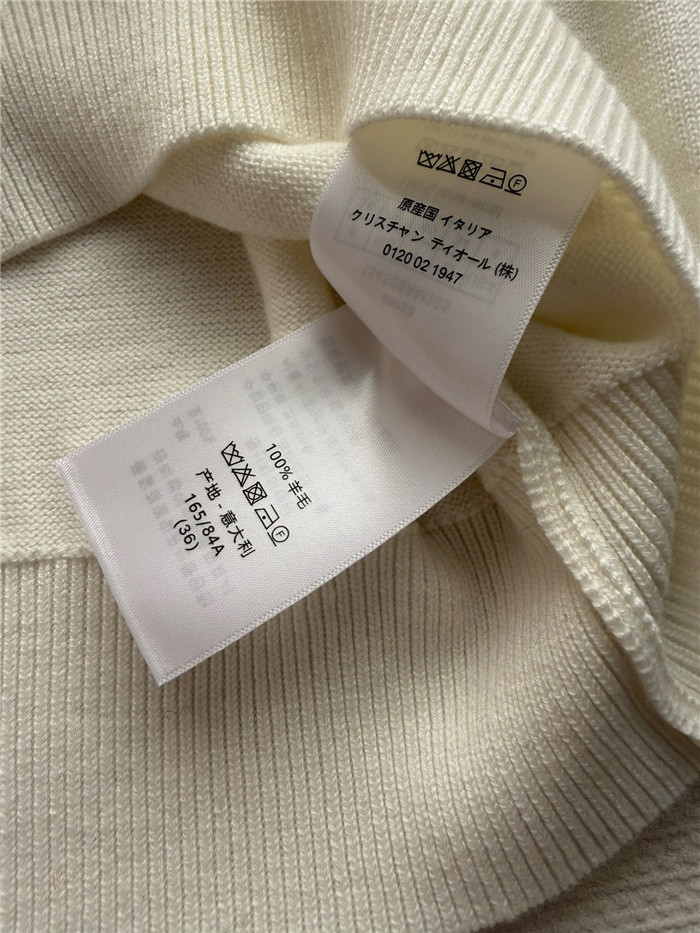 原産国 イタリア
クリスチャン ディオール (株)
0120 02 1947
100% 羊毛
产地 - 意大利
165/84A
(36)